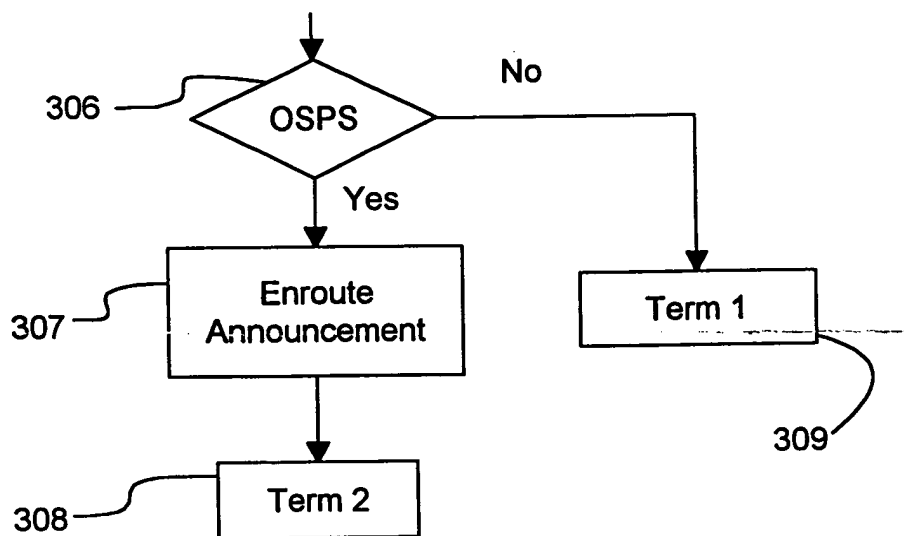 No
306
OSPS
Yes
Enroute
Announcement
307
Term 1
309
Term 2
308